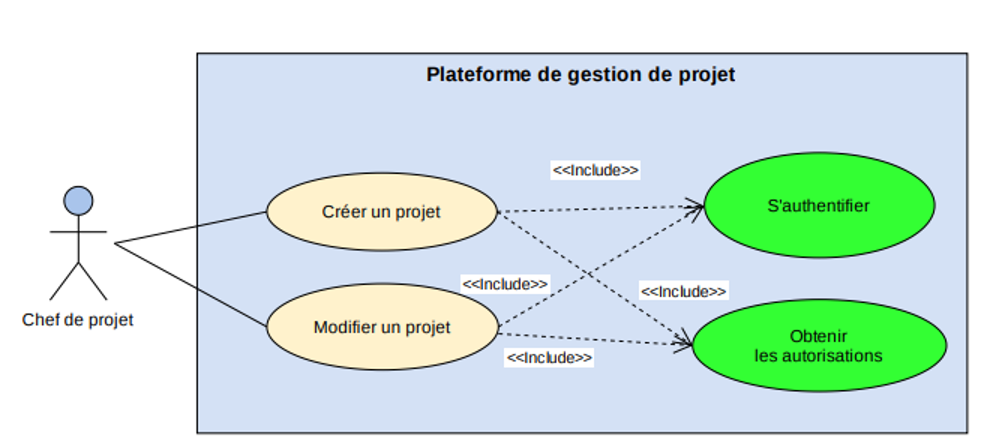 Plateforme de gestion de projet
<<Include>>
S'authentifier
Créer un projet
<<Include>>
<<Include>>
Chef de projet
Modifier un projet
Obtenir
les autorisations
<<Include>>